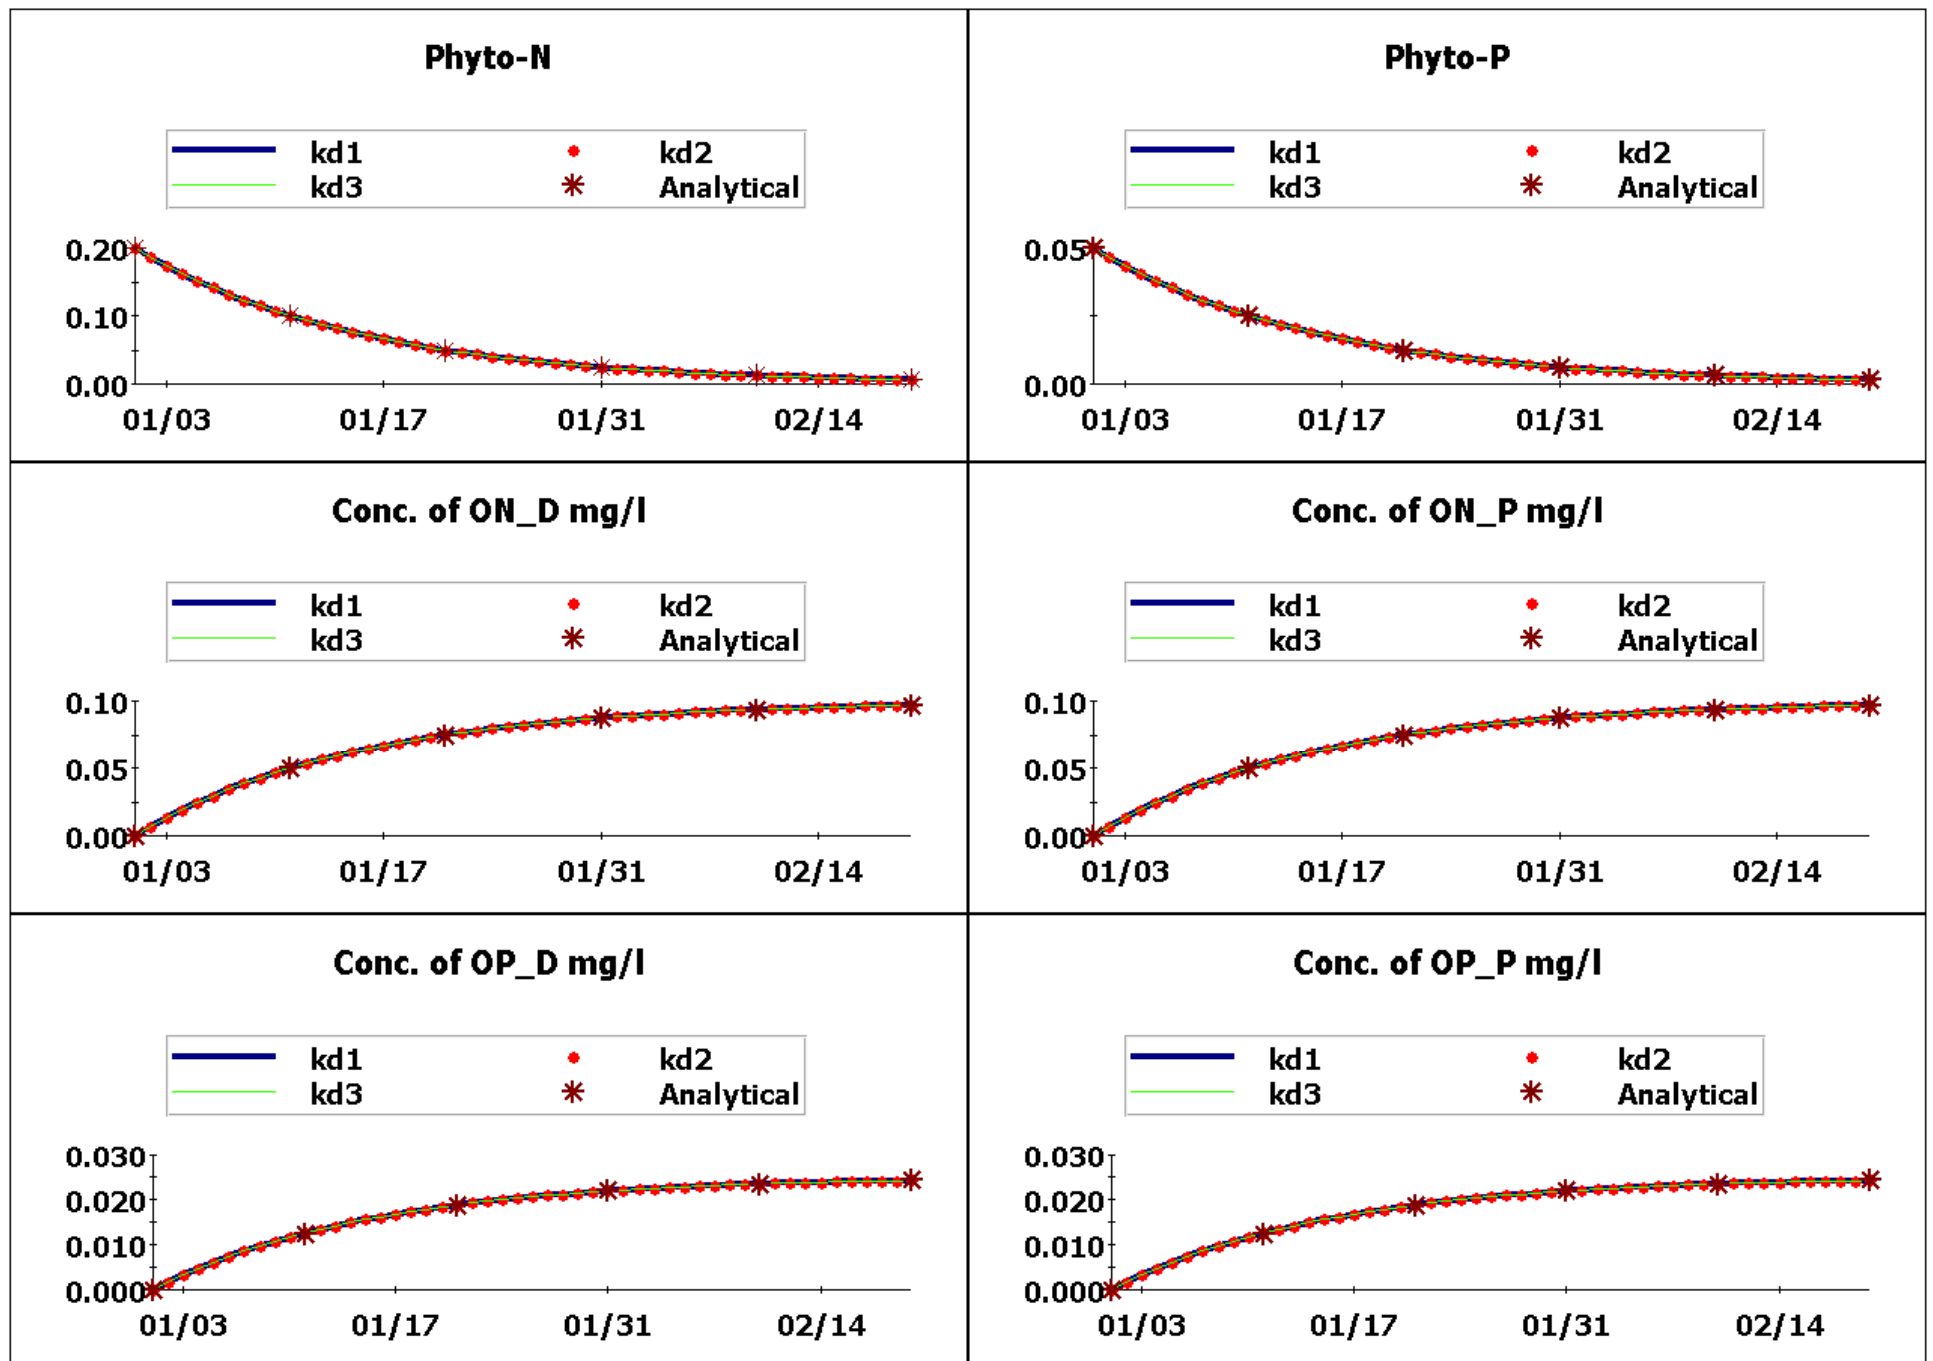 Phyto-N
kd1 kd2
kd3 Analytical
0.20
0.10
0.00
01/03 01/17 01/31 02/14
Phyto-P
kd1 kd2
kd3 Analytical
0.05
0.00
01/03 01/17 01/31 02/14
Conc. of ON_D mg/l
kd1 kd2
kd3 Analytical
0.10
0.05
0.00
01/03 01/17 01/31 02/14
Conc. of ON_P mg/l
kd1 kd2
kd3 Analytical
0.10
0.05
0.00
01/03 01/17 01/31 02/14
Conc. of OP_D mg/l
kd1 kd2
kd3 Analytical
0.030
0.020
0.010
0.000
01/03 01/17 01/31 02/14
Conc. of OP_P mg/l
kd1 kd2
kd3 Analytical
0.030
0.020
0.010
0.000
01/03 01/17 01/31 02/14